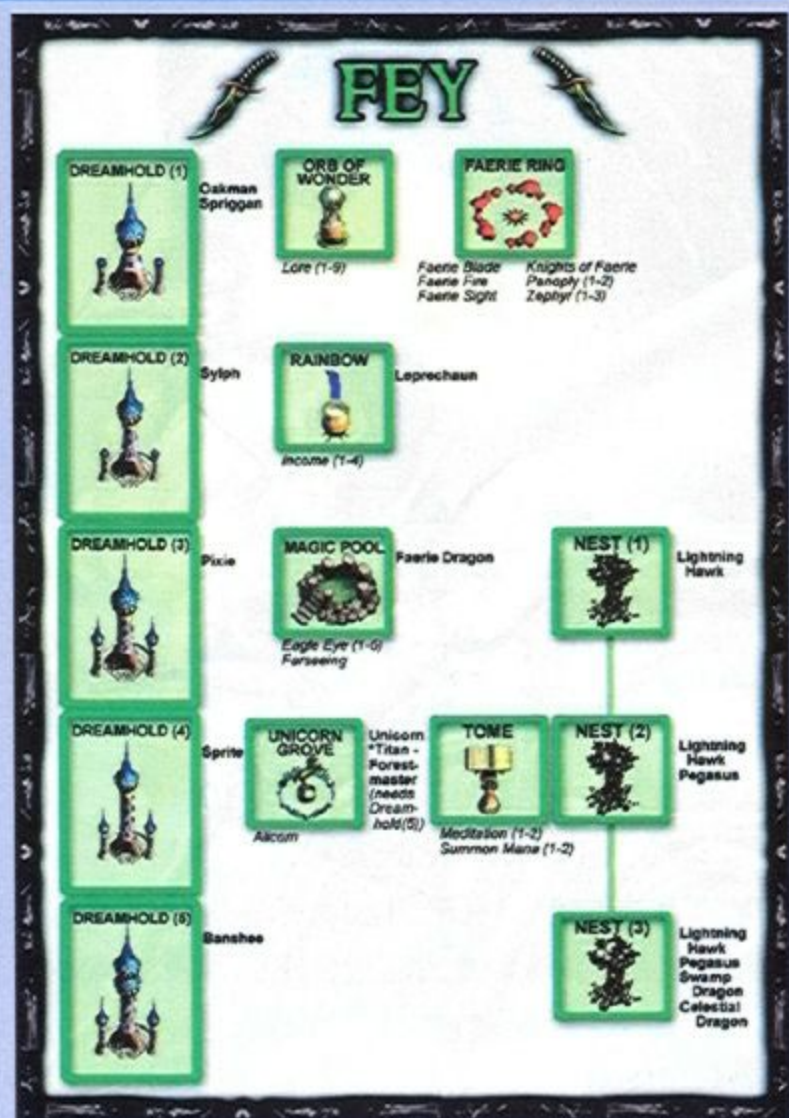 FEY
DREAMHOLD (1)
Oakman
Spriggan
ORB OF
WONDER
Lore (1-9)
FAERIE RING
Faerie Blade
Faerie Fire
Faerie Sight
Knights of Faerie
Panoply (1-2)
Zephyr (1-3)
DREAMHOLD (2)
Sylph
RAINBOW
Leprechaun
Income (1-4)
DREAMHOLD (3)
Pixie
MAGIC POOL
Faerie Dragon
Eagle Eye
Farseeing
NEST (1)
Lightning
Hawk
DREAMHOLD (4)
Sprite
UNICORN
GROVE
Unicorn
*Titan -
Forest-
master
(needs
Dream-
hold(5))
Alicorn
TOME
Meditation (1-2)
Summon Mana (1-2)
NEST (2)
Lightning
Hawk
Pegasus
DREAMHOLD (5)
Banshee
NEST (3)
Lightning
Hawk
Pegasus
Swamp
Dragon
Celestial
Dragon